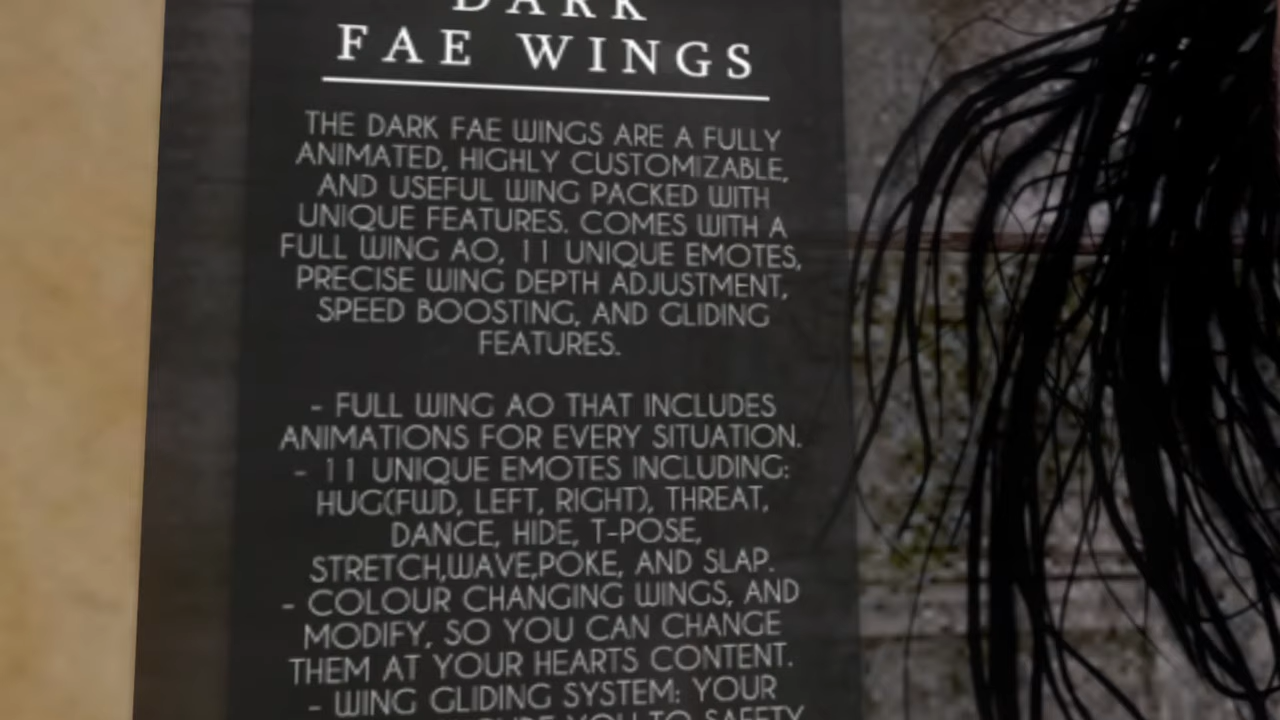 DARK
FAE WINGS
THE DARK FAE WINGS ARE A FULLY
ANIMATED, HIGHLY CUSTOMIZABLE,
AND USEFUL WING PACKED WITH
UNIQUE FEATURES. COMES WITH A
FULL WING AO, 11 UNIQUE EMOTES,
PRECISE WING DEPTH ADJUSTMENT,
SPEED BOOSTING, AND GLIDING
FEATURES.
- FULL WING AO THAT INCLUDES
ANIMATIONS FOR EVERY SITUATION.
- 11 UNIQUE EMOTES INCLUDING:
HUG(FWD, LEFT, RIGHT), THREAT,
DANCE, HIDE, T-POSE,
STRETCH,WAVE,POKE, AND SLAP.
- COLOUR CHANGING WINGS, AND
MODIFY, SO YOU CAN CHANGE
THEM AT YOUR HEARTS CONTENT.
- WING GLIDING SYSTEM: YOUR
YOU TO SAFETY